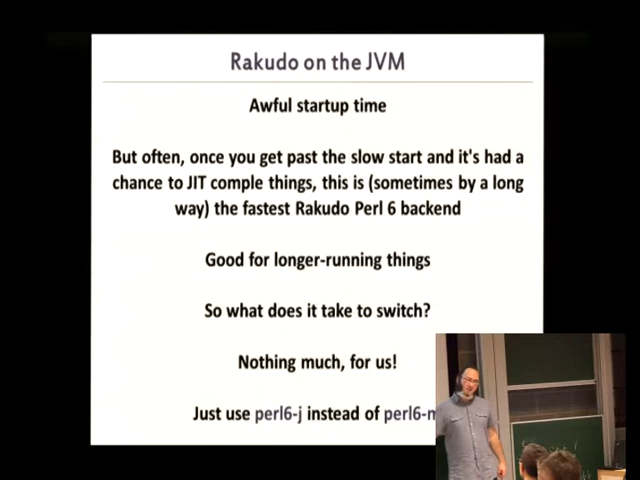 Rakudo on the JVM
Awful startup time
But often, once you get past the slow start and it's had a
chance to JIT comple things, this is (sometimes by a long
way) the fastest Rakudo Perl 6 backend
Good for longer-running things
So what does it take to switch?
Nothing much, for us!
Just use perl6-j instead of